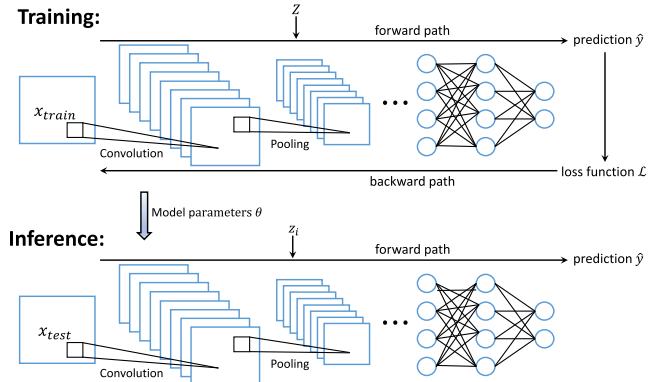 Training:
Z
forward path
prediction ŷ
x_train
Convolution
Pooling
backward path
loss function ℒ
Model parameters θ
Inference:
z_i
forward path
prediction ŷ
x_test
Convolution
Pooling